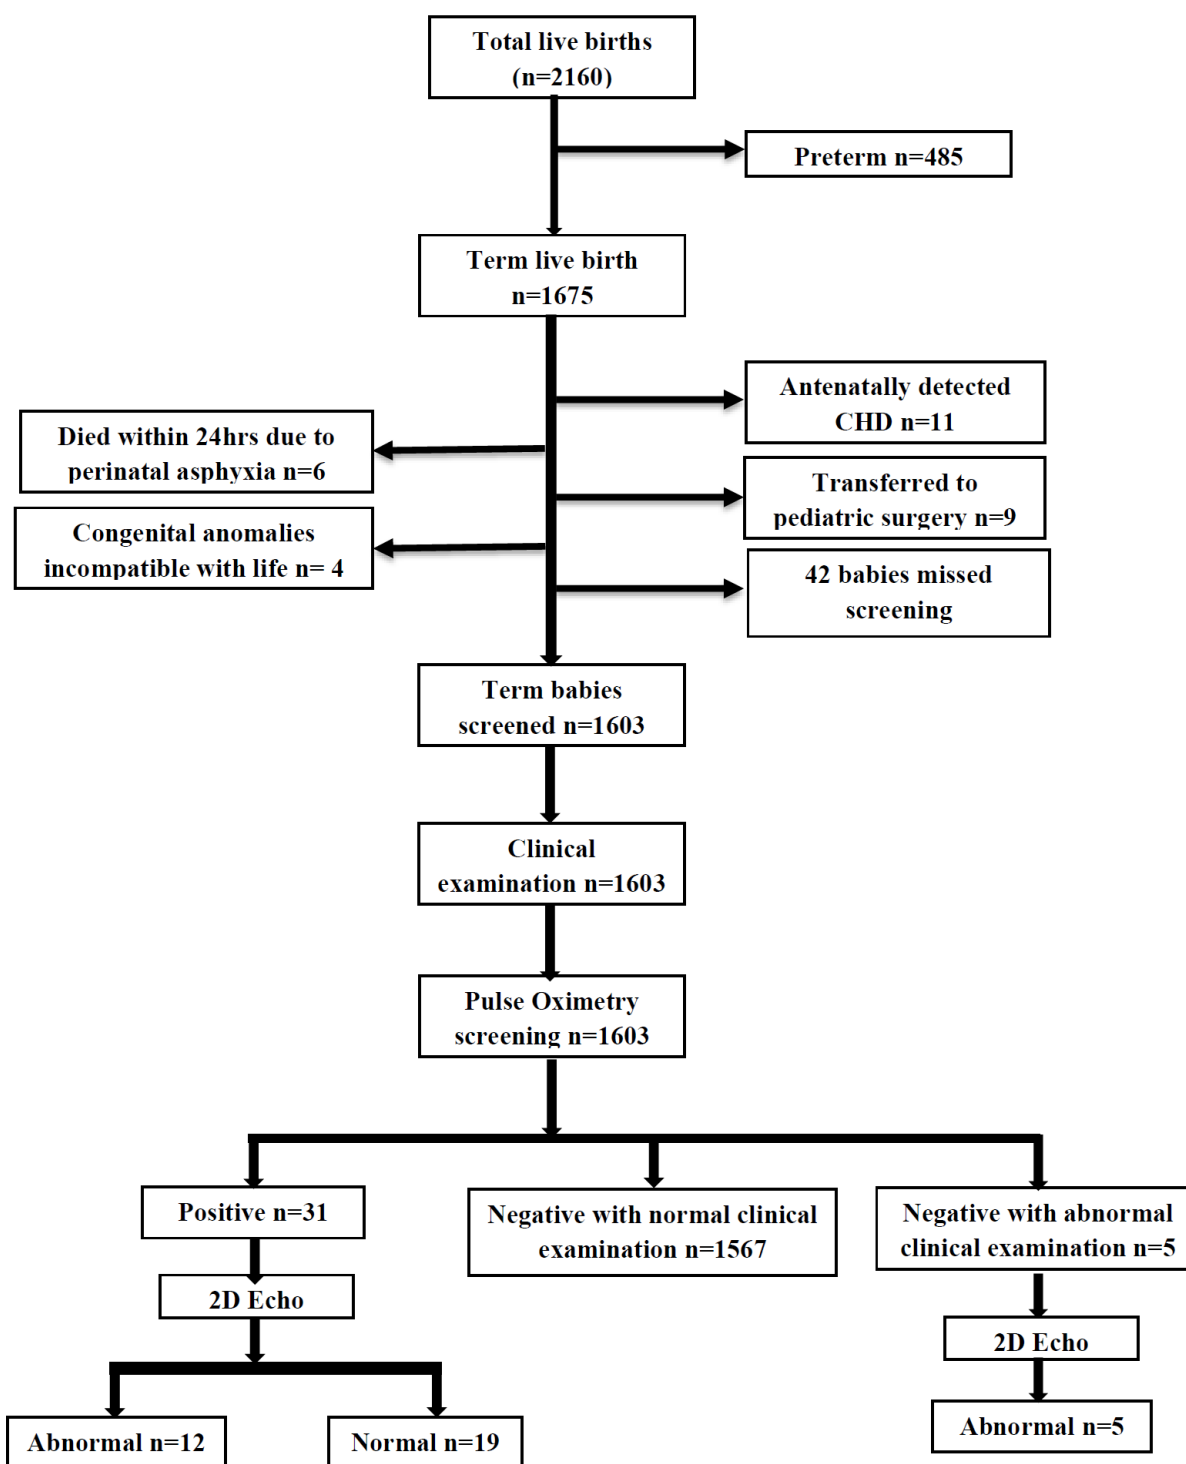 Total live births
(n=2160)
Preterm n=485
Term live birth
n=1675
Antenatally detected
CHD n=11
Died within 24hrs due to
perinatal asphyxia n=6
Transferred to
pediatric surgery n=9
Congenital anomalies
incompatible with life n= 4
42 babies missed
screening
Term babies
screened n=1603
Clinical
examination n=1603
Pulse Oximetry
screening n=1603
Positive n=31
Negative with normal clinical
examination n=1567
Negative with abnormal
clinical examination n=5
2D Echo
2D Echo
Abnormal n=12
Normal n=19
Abnormal n=5